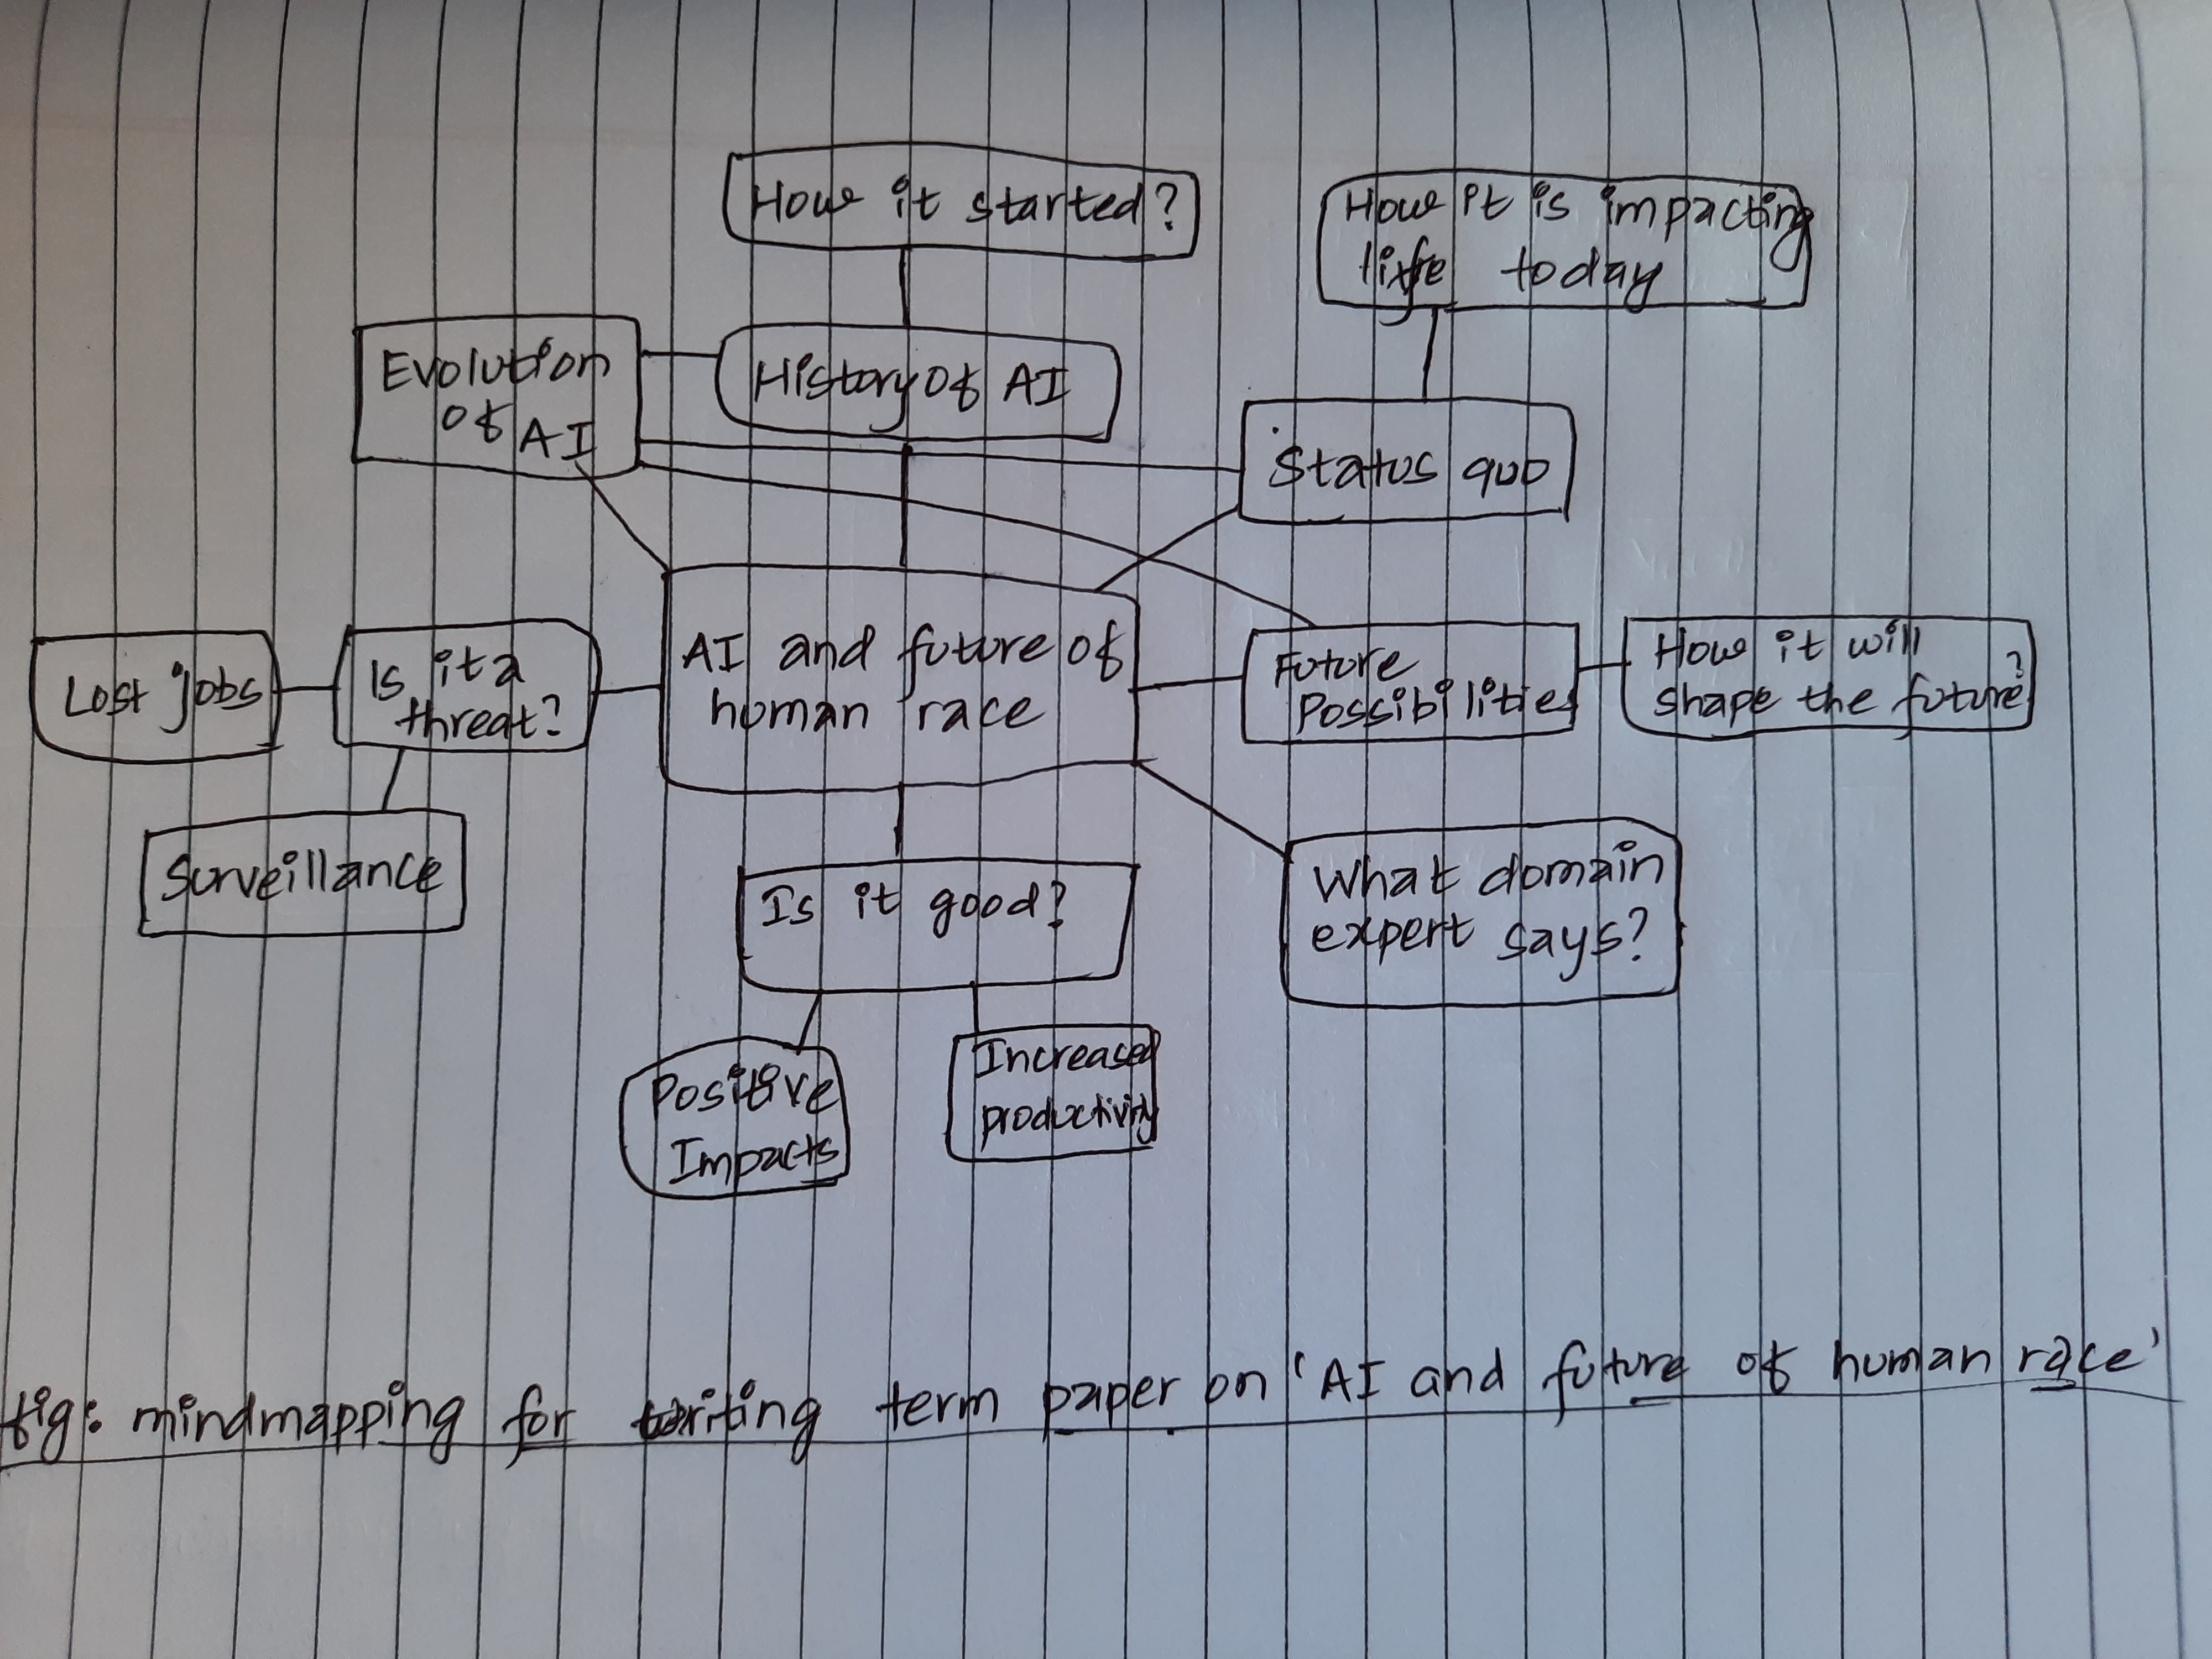 How it started?
How it is impacting
life today
Evolution
of AI
History of AI
Status quo
Lost jobs
Is it a
threat?
AI and future of
human race
Future
Possibilities
How it will
shape the future?
Surveillance
Is it good?
What domain
expert says?
Positive
Impacts
Increased
productivity
fig: mindmapping for writing term paper on 'AI and future of human race'